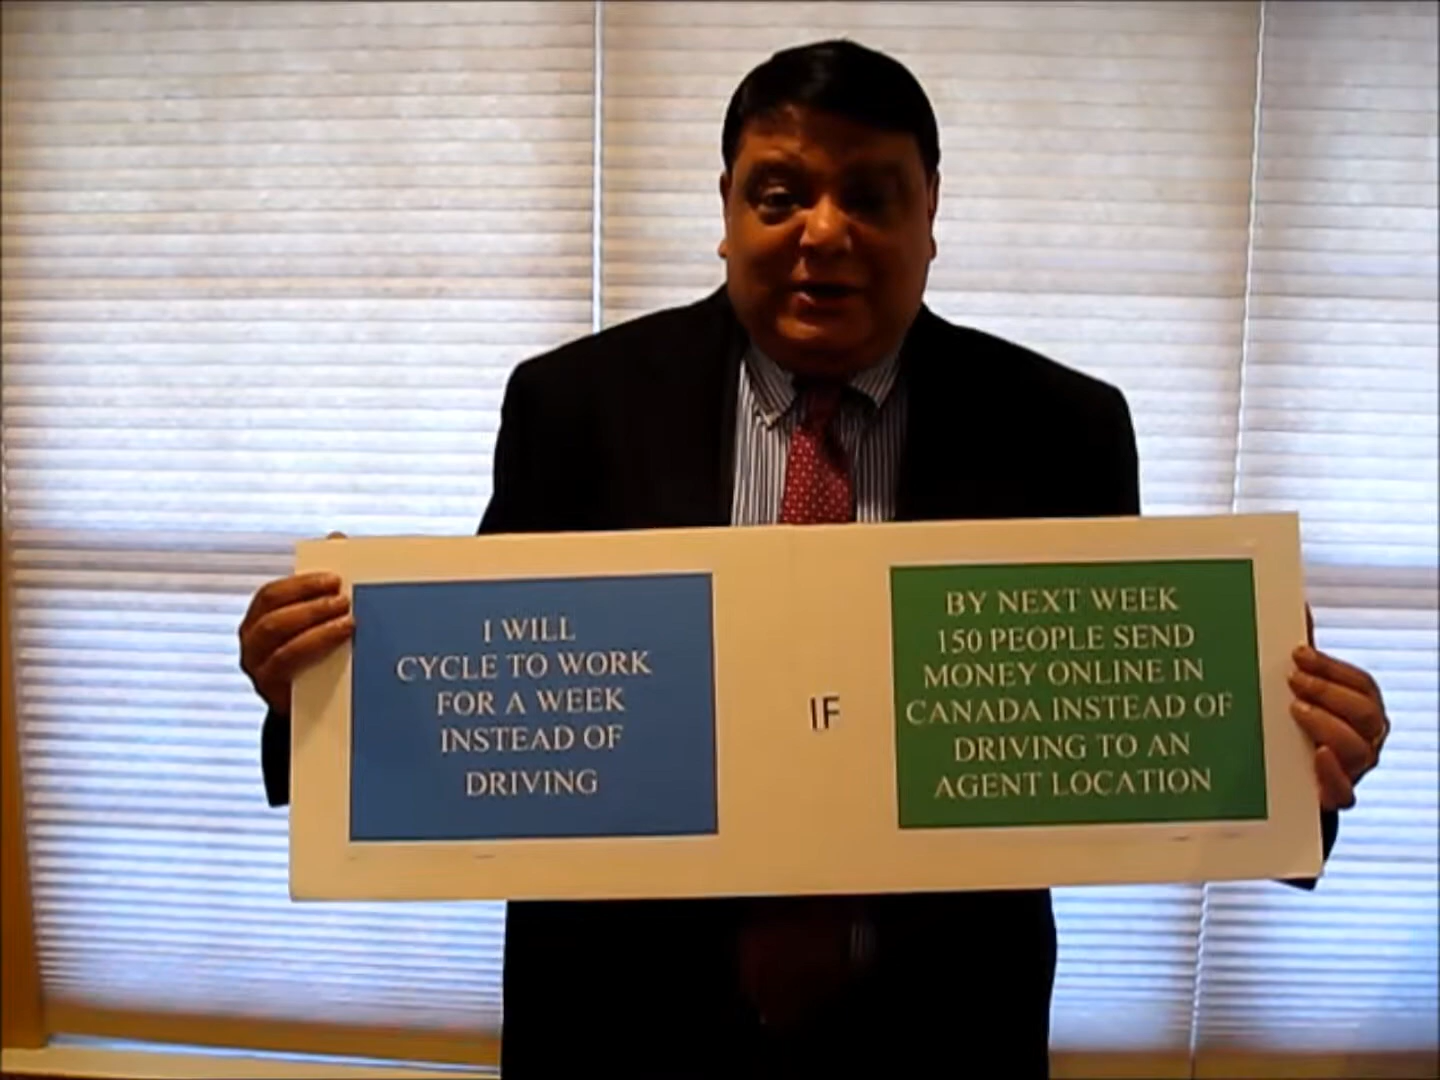 I WILL
CYCLE TO WORK
FOR A WEEK
INSTEAD OF
DRIVING
IF
BY NEXT WEEK
150 PEOPLE SEND
MONEY ONLINE IN
CANADA INSTEAD OF
DRIVING TO AN
AGENT LOCATION